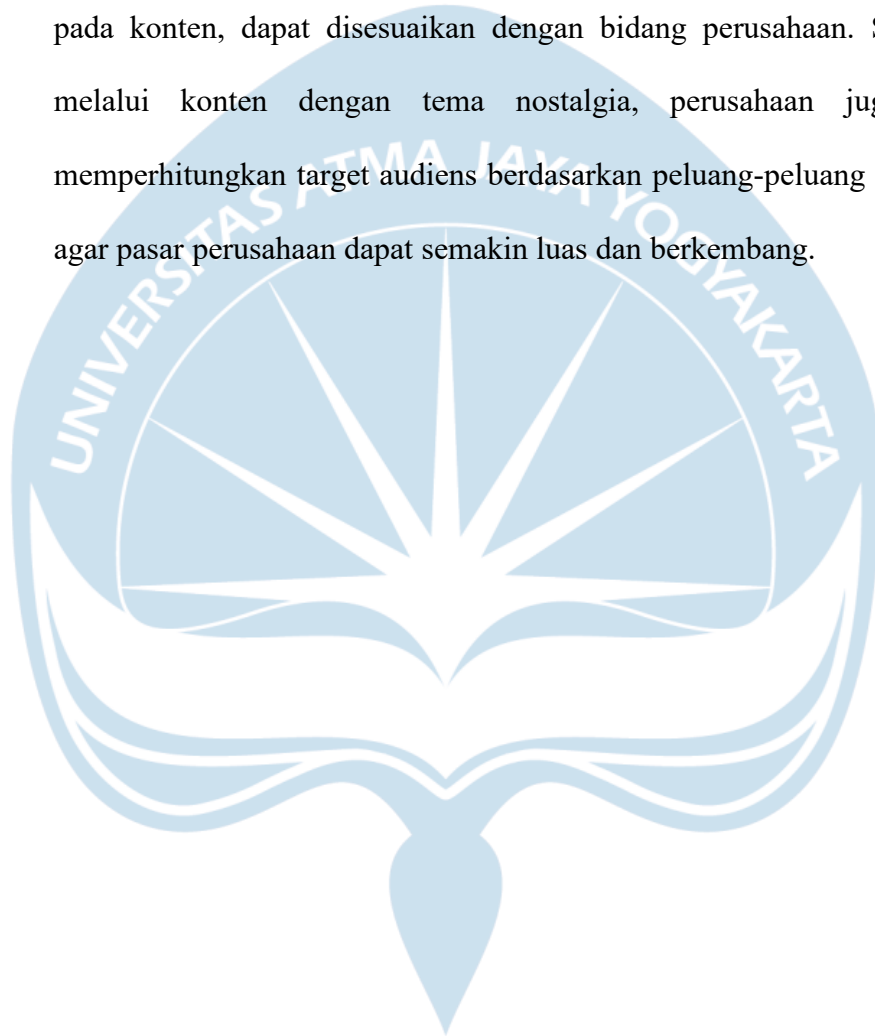 pada konten, dapat disesuaikan dengan bidang perusahaan.
melalui konten dengan tema nostalgia, perusahaan
memperhitungkan target audiens berdasarkan peluang-peluang
agar pasar perusahaan dapat semakin luas dan berkembang.
UNIVERSITAS ATMA JAYA YOGYAKARTA